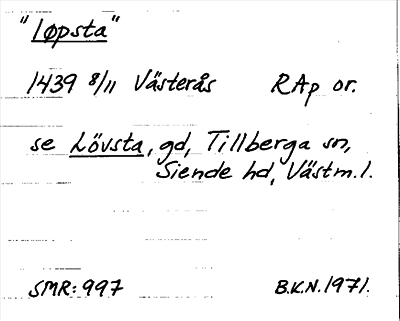 "Løpsta"
1439 8/11 Västerås RAp or.
se Lövsta, gd, Tillberga sn,
Siende hd, Västm. l.
SMR: 997 B.K.N. 1971.